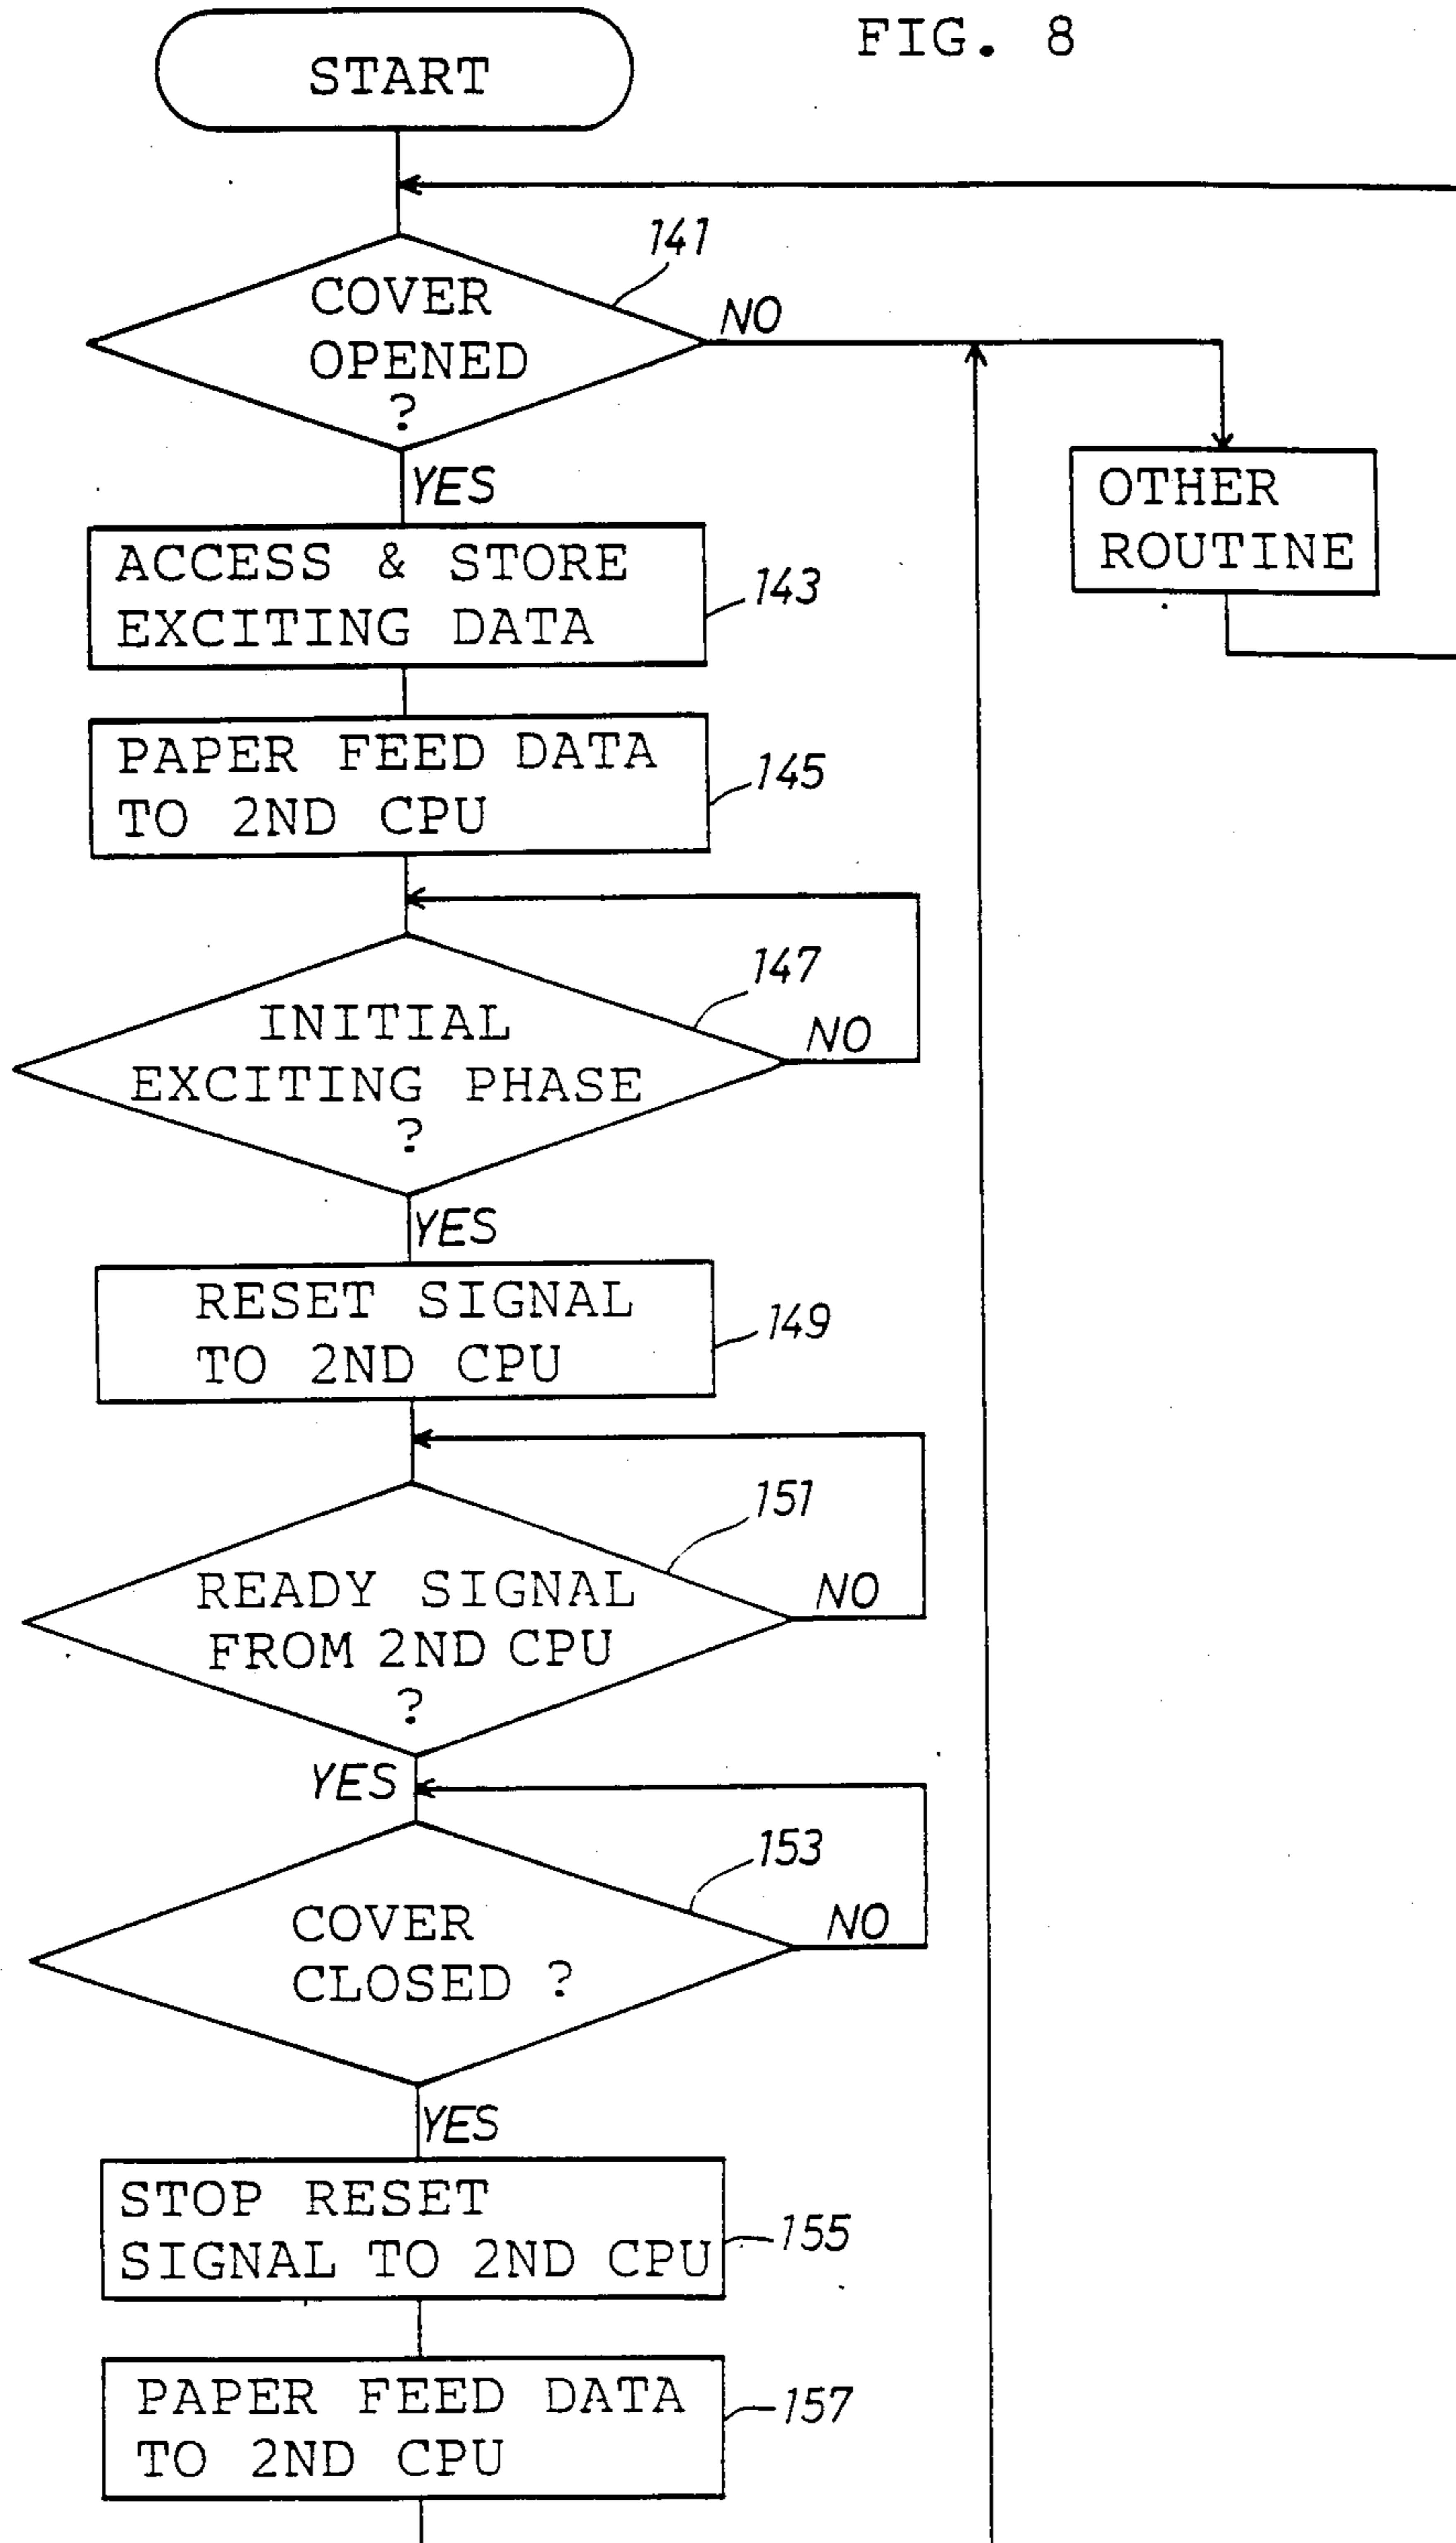 FIG. 8
START
141
COVER
OPENED
?
NO
YES
OTHER
ROUTINE
ACCESS & STORE
EXCITING DATA
143
PAPER FEED DATA
TO 2ND CPU
145
147
INITIAL
EXCITING PHASE
?
NO
YES
RESET SIGNAL
TO 2ND CPU
149
151
READY SIGNAL
FROM 2ND CPU
?
NO
YES
153
COVER
CLOSED ?
NO
YES
STOP RESET
SIGNAL TO 2ND CPU
155
PAPER FEED DATA
TO 2ND CPU
157